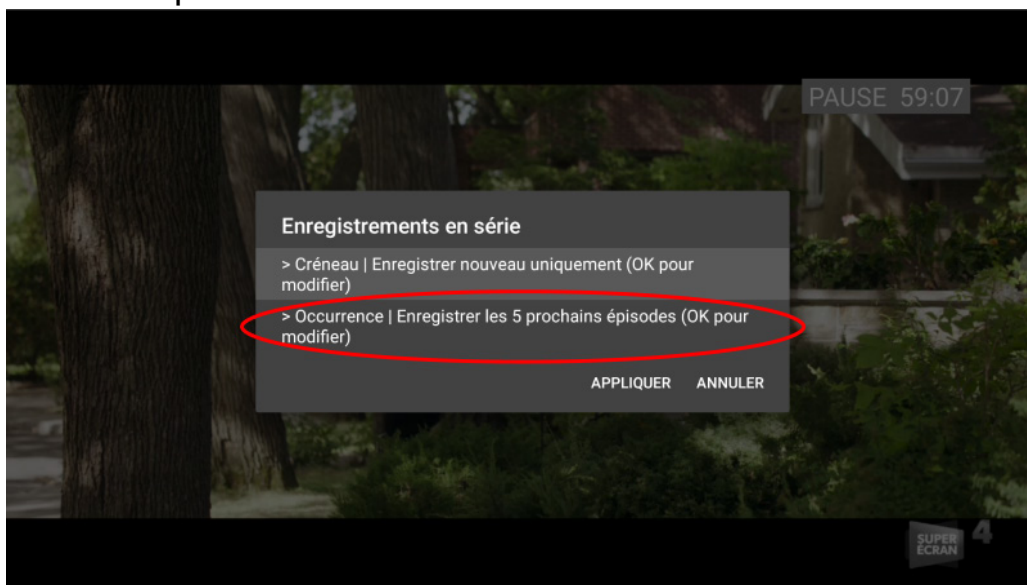 PAUSE 59:07
Enregistrements en série
> Créneau | Enregistrer nouveau uniquement (OK pour
modifier)
> Occurrence | Enregistrer les 5 prochains épisodes (OK pour
modifier)
APPLIQUER ANNULER
SUPER
ÉCRAN 4